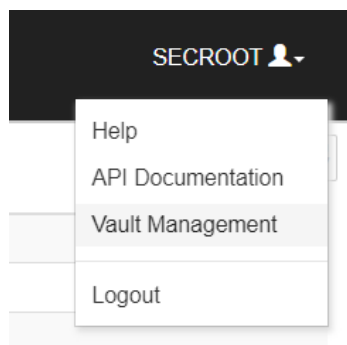 SECROOT
Help
API Documentation
Vault Management
Logout